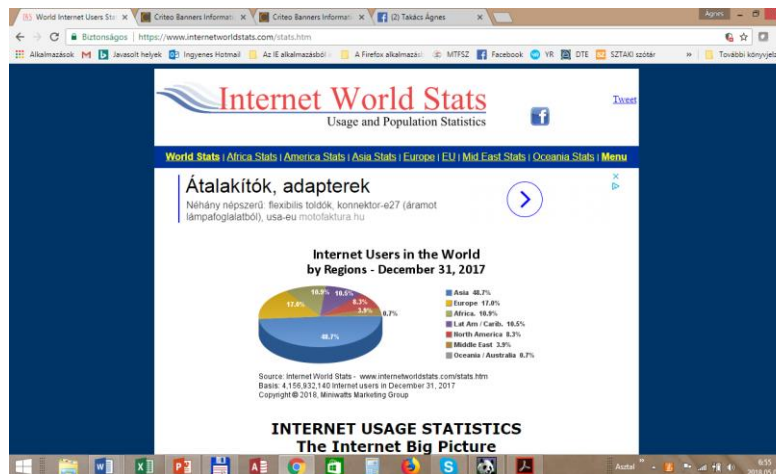 World Internet Users Sta
Criteo Banners Informati
Criteo Banners Informati
(2) Takács Ágnes
Agnes
Biztonságos | https://www.internetworldstats.com/stats.htm
Alkalmazások
Javasolt helyek
Ingyenes Hotmail
Az IE alkalmazásból
A Firefox alkalmazás
MTFSZ
Facebook
YR
DTE
SZTAKI szótár
»
További könyvjelz
Internet World Stats
Usage and Population Statistics
Tweet
World Stats | Africa Stats | America Stats | Asia Stats | Europe | EU | Mid East Stats | Oceania Stats | Menu
Átalakítók, adapterek
Néhány népszerű: flexibilis toldók, konnektor-e27 (áramot
lámpafoglalatból), usa-eu motofaktura.hu
Internet Users in the World
by Regions - December 31, 2017
10.9%
10.5%
17.0%
8.3%
3.9%
0.7%
48.7%
Asia 48.7%
Europe 17.0%
Africa. 10.9%
Lat Am / Carib. 10.5%
North America 8.3%
Middle East 3.9%
Oceania / Australia 0.7%
Source: Internet World Stats - www.internetworldstats.com/stats.htm
Basis: 4,156,932,140 Internet users in December 31, 2017
Copyright © 2018, Miniwatts Marketing Group
INTERNET USAGE STATISTICS
The Internet Big Picture
Asztal
6:55